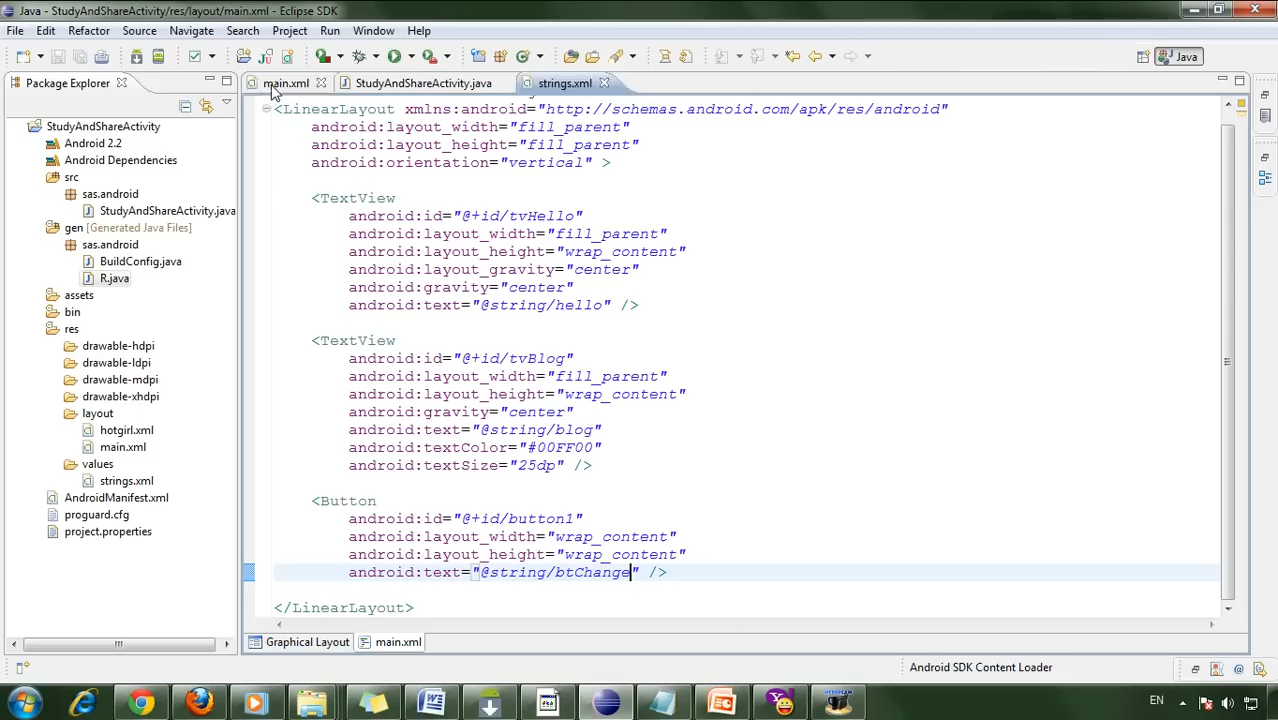 Java - StudyAndShareActivity/res/layout/main.xml - Eclipse SDK
File Edit Refactor Source Navigate Search Project Run Window Help
Java
Package Explorer
main.xml StudyAndShareActivity.java strings.xml
StudyAndShareActivity
Android 2.2
Android Dependencies
src
sas.android
StudyAndShareActivity.java
gen [Generated Java Files]
sas.android
BuildConfig.java
R.java
assets
bin
res
drawable-hdpi
drawable-ldpi
drawable-mdpi
drawable-xhdpi
layout
hotgirl.xml
main.xml
values
strings.xml
AndroidManifest.xml
proguard.cfg
project.properties
<LinearLayout xmlns:android="http://schemas.android.com/apk/res/android"
android:layout_width="fill_parent"
android:layout_height="fill_parent"
android:orientation="vertical" >
<TextView
android:id="@+id/tvHello"
android:layout_width="fill_parent"
android:layout_height="wrap_content"
android:layout_gravity="center"
android:gravity="center"
android:text="@string/hello" />
<TextView
android:id="@+id/tvBlog"
android:layout_width="fill_parent"
android:layout_height="wrap_content"
android:gravity="center"
android:text="@string/blog"
android:textColor="#00FF00"
android:textSize="25dp" />
<Button
android:id="@+id/button1"
android:layout_width="wrap_content"
android:layout_height="wrap_content"
android:text="@string/btChange" />
</LinearLayout>
Graphical Layout main.xml
Android SDK Content Loader
EN